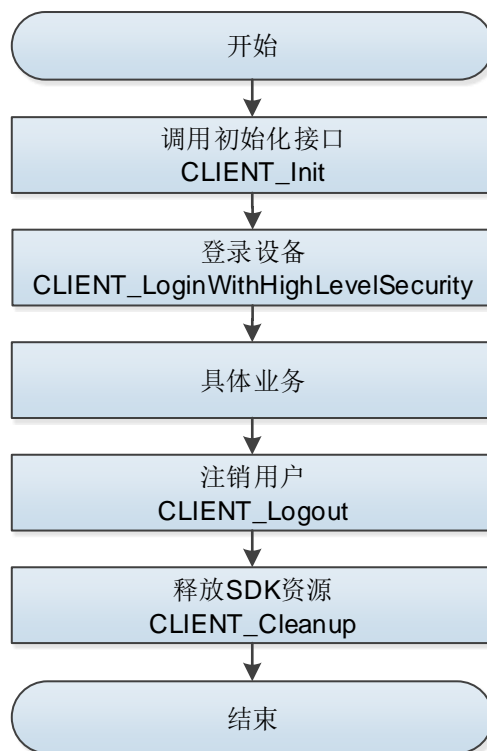 开始
调用初始化接口
CLIENT_Init
登录设备
CLIENT_LoginWithHighLevelSecurity
具体业务
注销用户
CLIENT_Logout
释放SDK资源
CLIENT_Cleanup
结束